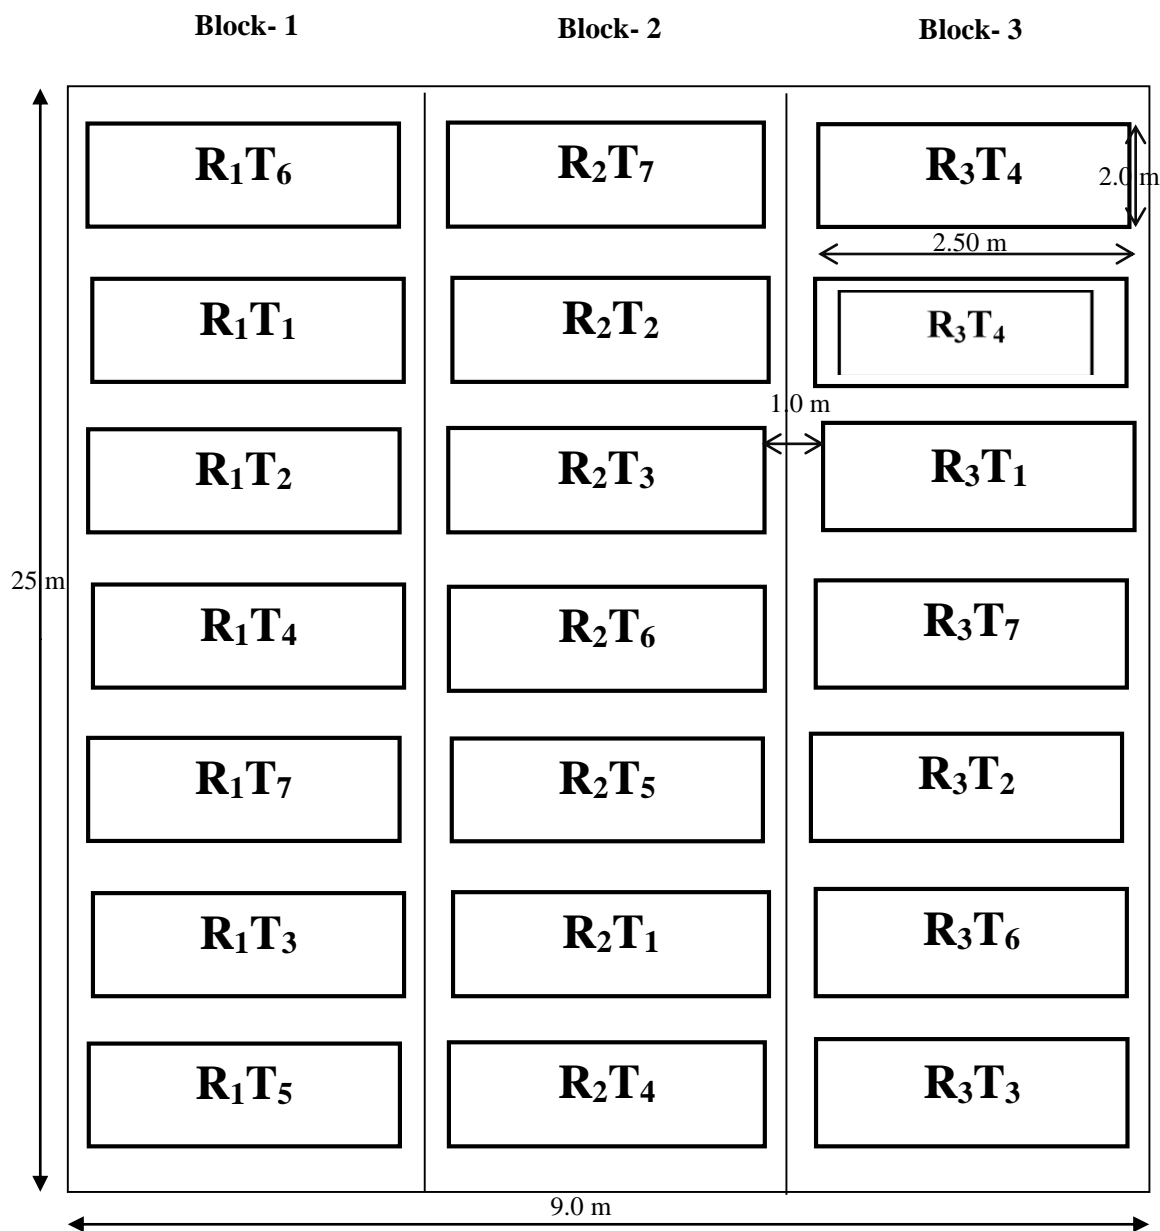 Block- 1 Block- 2 Block- 3
R₁T₆ R₂T₇ R₃T₄
2.0 m
2.50 m
R₁T₁ R₂T₂ R₃T₄
1.0 m
R₁T₂ R₂T₃ R₃T₁
25 m
R₁T₄ R₂T₆ R₃T₇
R₁T₇ R₂T₅ R₃T₂
R₁T₃ R₂T₁ R₃T₆
R₁T₅ R₂T₄ R₃T₃
9.0 m